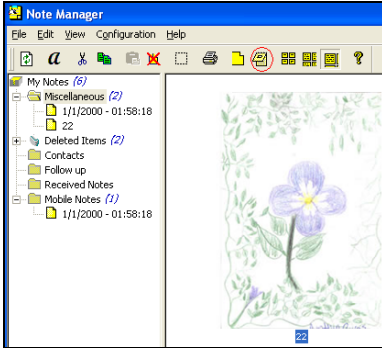 Note Manager
File Edit View Configuration Help
a ?
My Notes (6)
Miscellaneous (2)
1/1/2000 - 01:58:18
22
Deleted Items (2)
Contacts
Follow up
Received Notes
Mobile Notes (1)
1/1/2000 - 01:58:18
22